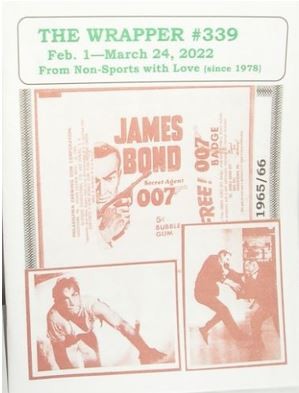 THE WRAPPER #339
Feb. 1—March 24, 2022
From Non-Sports with Love (since 1978)
JAMES
BOND
Secret Agent
007
5¢
BUBBLE
GUM
FREE! 007
BADGE
1965/66